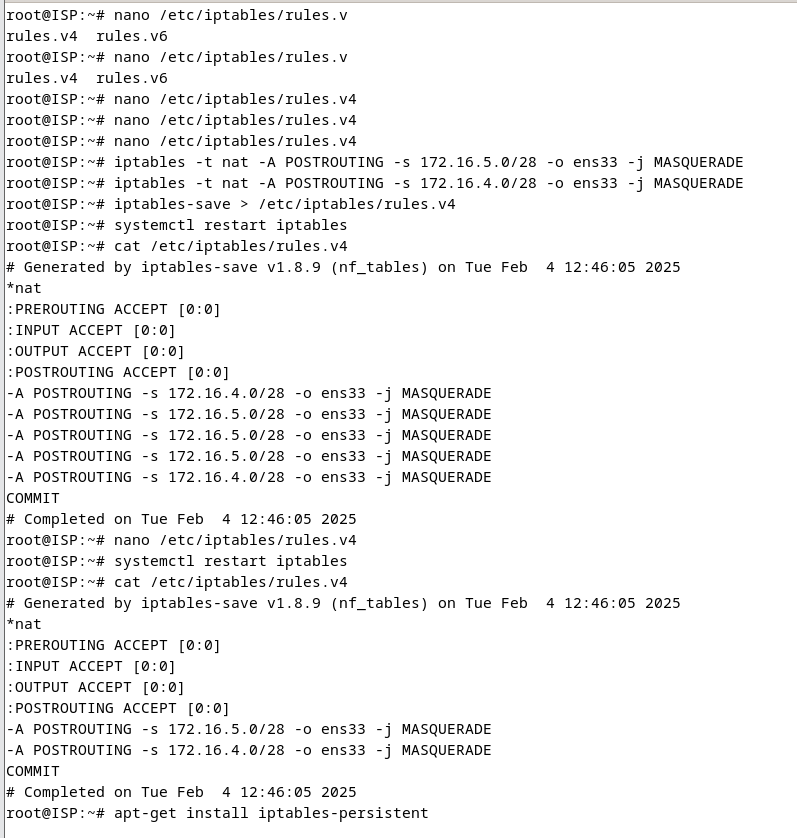 root@ISP:~# nano /etc/iptables/rules.v
rules.v4  rules.v6
root@ISP:~# nano /etc/iptables/rules.v
rules.v4  rules.v6
root@ISP:~# nano /etc/iptables/rules.v4
root@ISP:~# nano /etc/iptables/rules.v4
root@ISP:~# nano /etc/iptables/rules.v4
root@ISP:~# iptables -t nat -A POSTROUTING -s 172.16.5.0/28 -o ens33 -j MASQUERADE
root@ISP:~# iptables -t nat -A POSTROUTING -s 172.16.4.0/28 -o ens33 -j MASQUERADE
root@ISP:~# iptables-save > /etc/iptables/rules.v4
root@ISP:~# systemctl restart iptables
root@ISP:~# cat /etc/iptables/rules.v4
# Generated by iptables-save v1.8.9 (nf_tables) on Tue Feb  4 12:46:05 2025
*nat
:PREROUTING ACCEPT [0:0]
:INPUT ACCEPT [0:0]
:OUTPUT ACCEPT [0:0]
:POSTROUTING ACCEPT [0:0]
-A POSTROUTING -s 172.16.4.0/28 -o ens33 -j MASQUERADE
-A POSTROUTING -s 172.16.5.0/28 -o ens33 -j MASQUERADE
-A POSTROUTING -s 172.16.5.0/28 -o ens33 -j MASQUERADE
-A POSTROUTING -s 172.16.5.0/28 -o ens33 -j MASQUERADE
-A POSTROUTING -s 172.16.4.0/28 -o ens33 -j MASQUERADE
COMMIT
# Completed on Tue Feb  4 12:46:05 2025
root@ISP:~# nano /etc/iptables/rules.v4
root@ISP:~# systemctl restart iptables
root@ISP:~# cat /etc/iptables/rules.v4
# Generated by iptables-save v1.8.9 (nf_tables) on Tue Feb  4 12:46:05 2025
*nat
:PREROUTING ACCEPT [0:0]
:INPUT ACCEPT [0:0]
:OUTPUT ACCEPT [0:0]
:POSTROUTING ACCEPT [0:0]
-A POSTROUTING -s 172.16.5.0/28 -o ens33 -j MASQUERADE
-A POSTROUTING -s 172.16.4.0/28 -o ens33 -j MASQUERADE
COMMIT
# Completed on Tue Feb  4 12:46:05 2025
root@ISP:~# apt-get install iptables-persistent